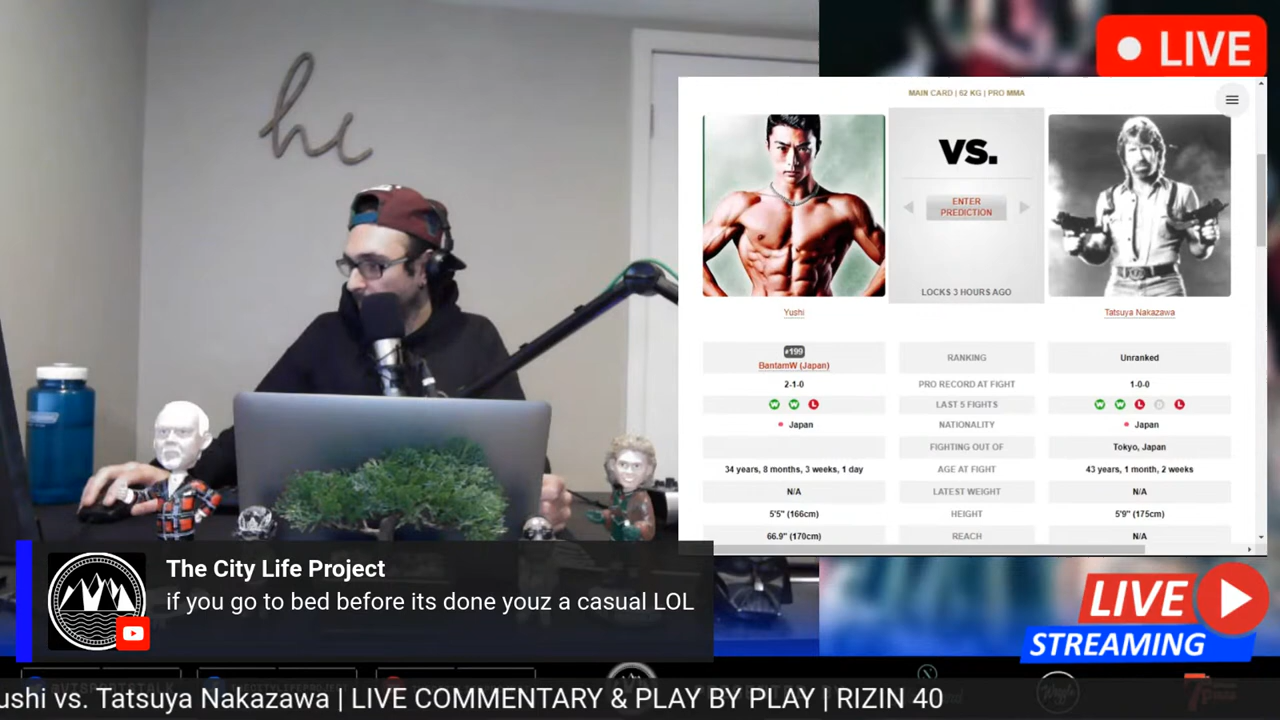 hi
LIVE
MAIN CARD | 62 KG | PRO MMA
VS.
ENTER
PREDICTION
LOCKS 3 HOURS AGO
Yushi
Tatsuya Nakazawa
#199
BantamW (Japan)
RANKING
Unranked
2-1-0
PRO RECORD AT FIGHT
1-0-0
W W L
LAST 5 FIGHTS
W W L D L
Japan
NATIONALITY
Japan
FIGHTING OUT OF
Tokyo, Japan
34 years, 8 months, 3 weeks, 1 day
AGE AT FIGHT
43 years, 1 month, 2 weeks
N/A
LATEST WEIGHT
N/A
5'5" (166cm)
HEIGHT
5'9" (175cm)
66.9" (170cm)
REACH
N/A
The City Life Project
if you go to bed before its done youz a casual LOL
LIVE
STREAMING
ushi vs. Tatsuya Nakazawa | LIVE COMMENTARY & PLAY BY PLAY | RIZIN 40